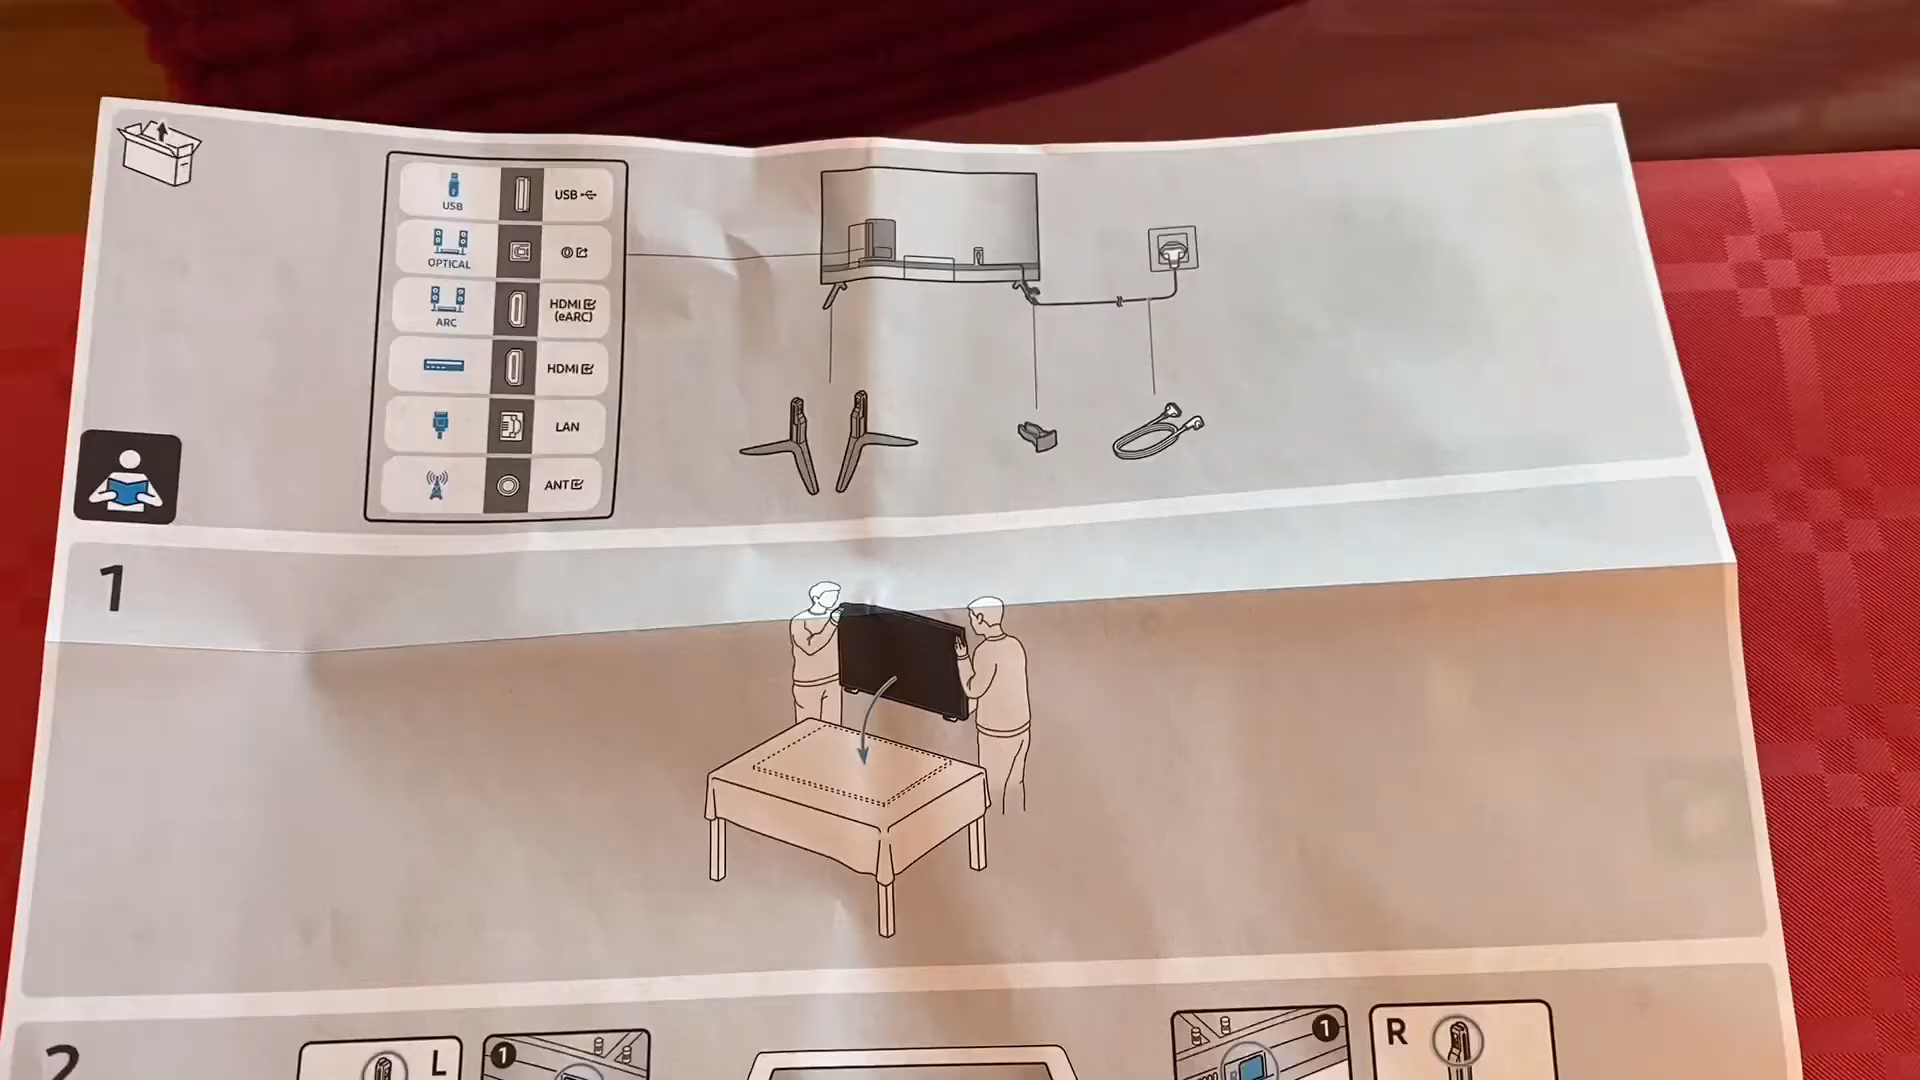 USB
USB
OPTICAL
ARC
HDMI
(eARC)
HDMI
LAN
ANT
1
2
L
1
1
R
R